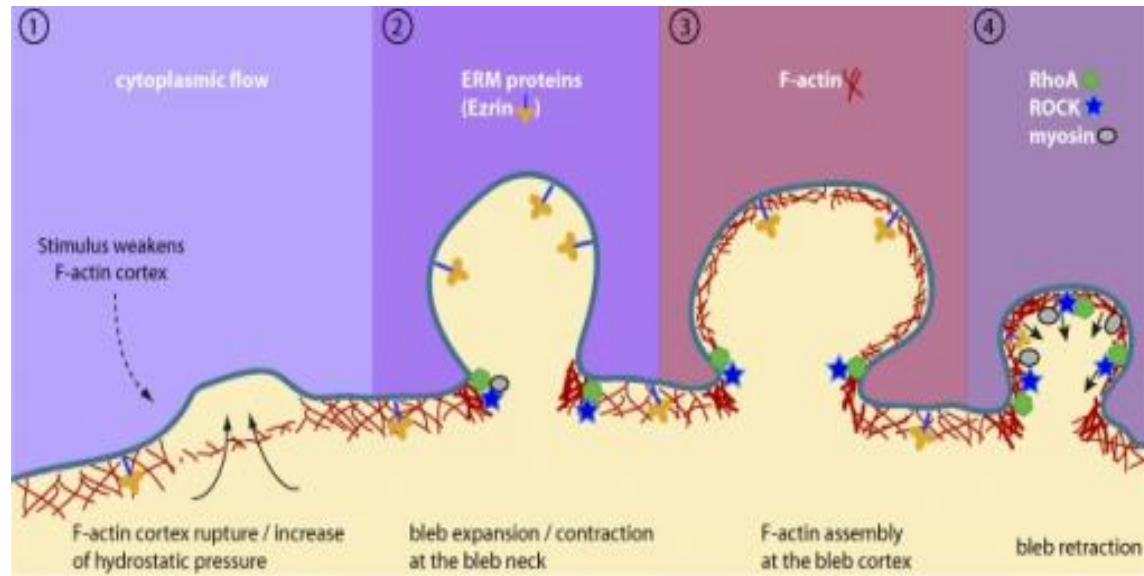 1
cytoplasmic flow
Stimulus weakens
F-actin cortex
F-actin cortex rupture / increase
of hydrostatic pressure
2
ERM proteins
(Ezrin )
bleb expansion / contraction
at the bleb neck
3
F-actin
F-actin assembly
at the bleb cortex
4
RhoA
ROCK
myosin
bleb retraction